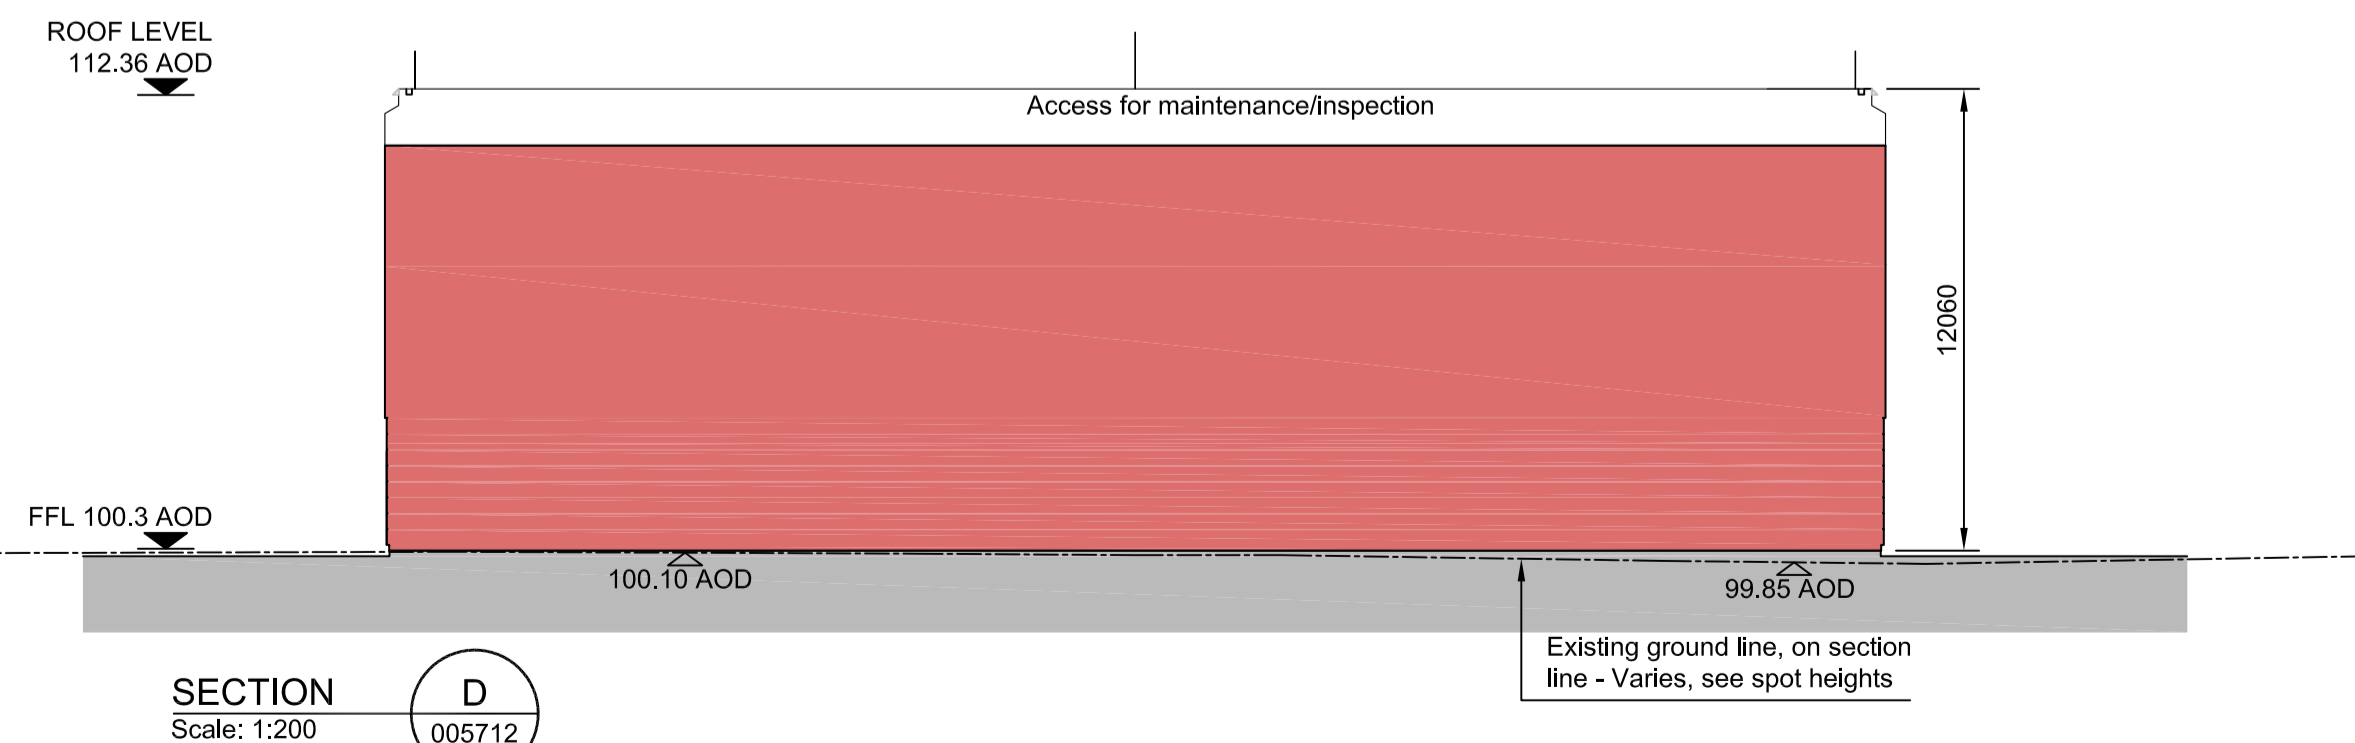 ROOF LEVEL
112.36 AOD
Access for maintenance/inspection
12060
FFL 100.3 AOD
100.10 AOD
99.85 AOD
Existing ground line, on section
line - Varies, see spot heights
SECTION
Scale: 1:200
D
005712